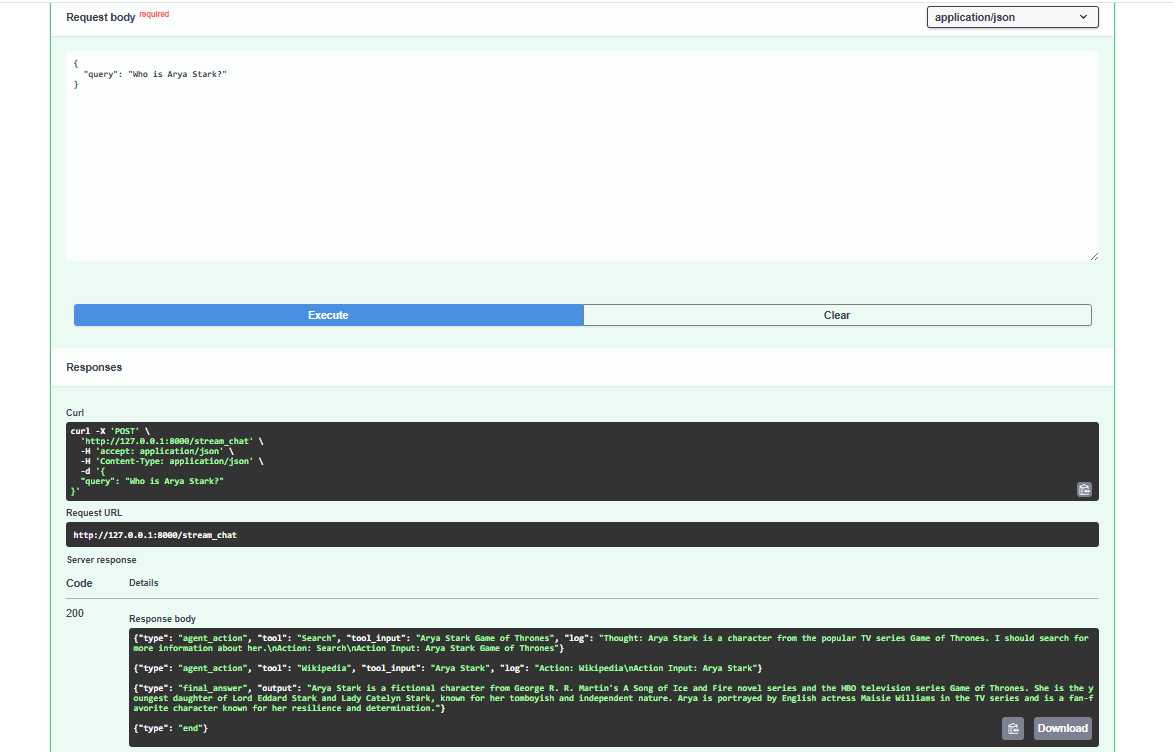 Request body required
application/json
{
  "query": "Who is Arya Stark?"
}
Execute
Clear
Responses
Curl
curl -X 'POST' \
  'http://127.0.0.1:8000/stream_chat' \
  -H 'accept: application/json' \
  -H 'Content-Type: application/json' \
  -d '{
  "query": "Who is Arya Stark?"
}'
Request URL
http://127.0.0.1:8000/stream_chat
Server response
Code
Details
200
Response body
{"type": "agent_action", "tool": "Search", "tool_input": "Arya Stark Game of Thrones", "log": "Thought: Arya Stark is a character from the popular TV series Game of Thrones. I should search for
more information about her.\nAction: Search\nAction Input: Arya Stark Game of Thrones"}
{"type": "agent_action", "tool": "Wikipedia", "tool_input": "Arya Stark", "log": "Action: Wikipedia\nAction Input: Arya Stark"}
{"type": "final_answer", "output": "Arya Stark is a fictional character from George R. R. Martin's A Song of Ice and Fire novel series and the HBO television series Game of Thrones. She is the y
oungest daughter of Lord Eddard Stark and Lady Catelyn Stark, known for her tomboyish and independent nature. Arya is portrayed by English actress Maisie Williams in the TV series and is a fan-f
avorite character known for her resilience and determination."}
{"type": "end"}
Download